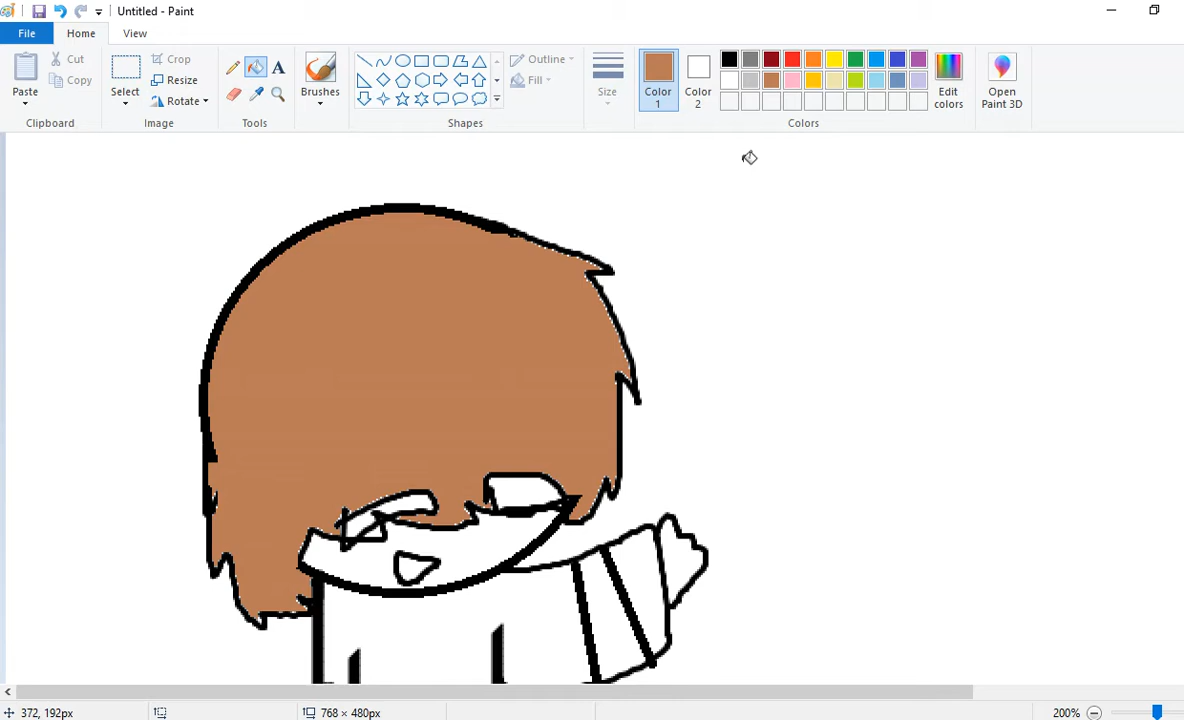 Untitled - Paint
File Home View
Paste
Cut
Copy
Clipboard
Select
Crop
Resize
Rotate
Image
A
Tools
Brushes
Outline
Fill
Shapes
Size
Color 1
Color 2
Colors
Edit colors
Open Paint 3D
372, 192px
768 × 480px
200%